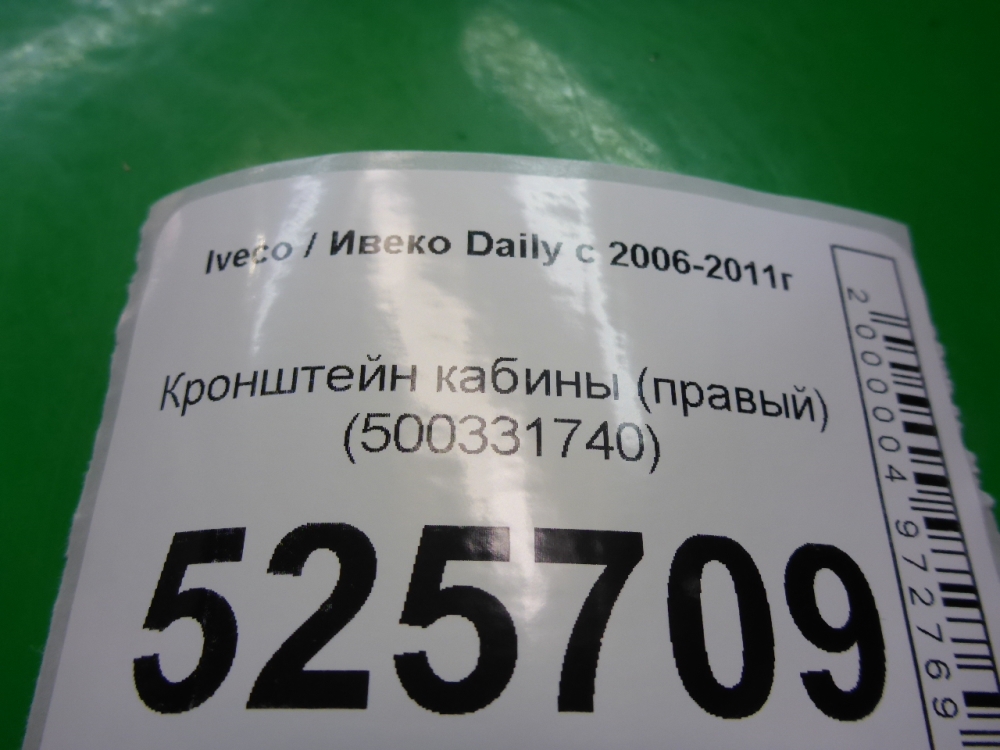 Iveco / Ивеко Daily с 2006-2011г
Кронштейн кабины (правый)
(500331740)
525709
2000004972769